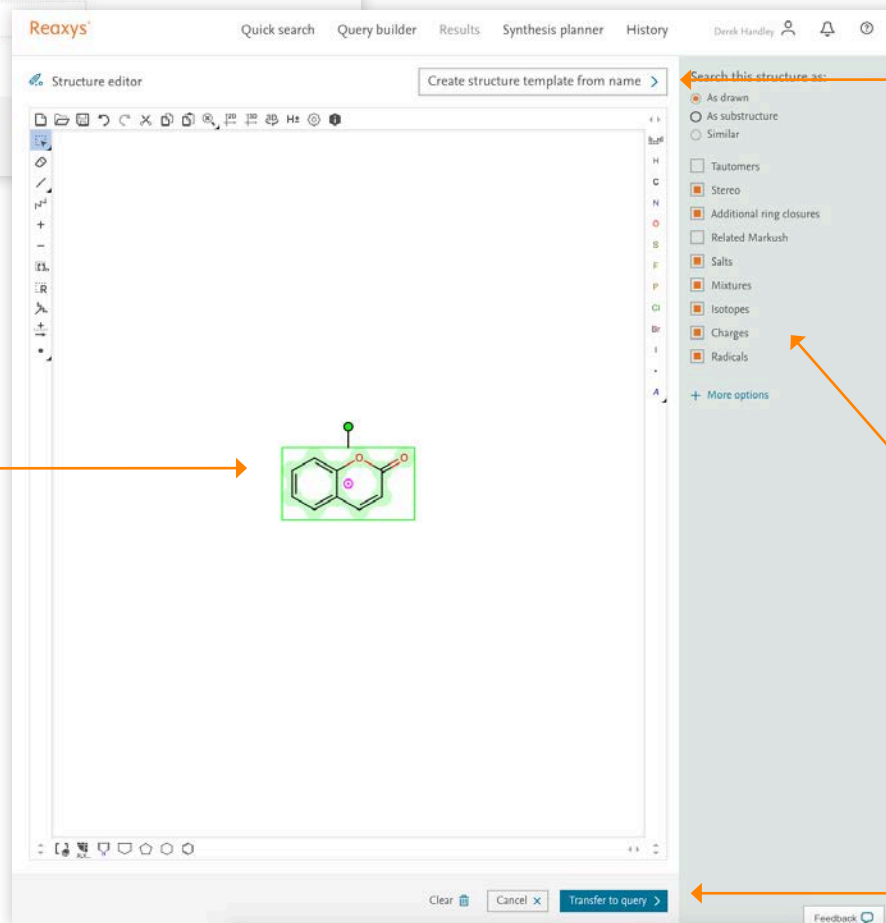 Reaxys®
Quick search Query builder Results Synthesis planner History
Derek Handley
Structure editor
Create structure template from name >
Search this structure as:
As drawn
As substructure
Similar
Tautomers
Stereo
Additional ring closures
Related Markush
Salts
Mixtures
Isotopes
Charges
Radicals
+ More options
2D
3D
H±
H
C
N
O
S
F
P
Cl
Br
I
A
R
O
O
Clear
Cancel ×
Transfer to query >
Feedback